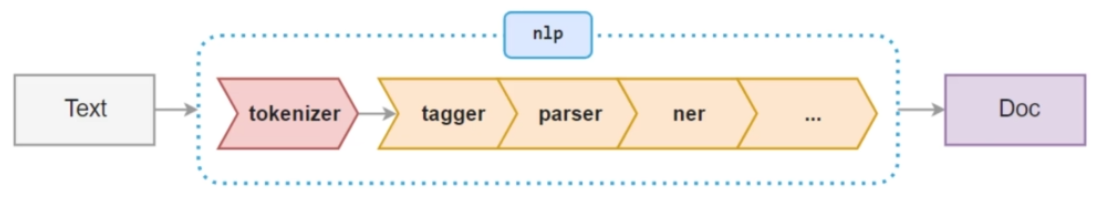 nlp
Text
tokenizer
tagger
parser
ner
...
Doc